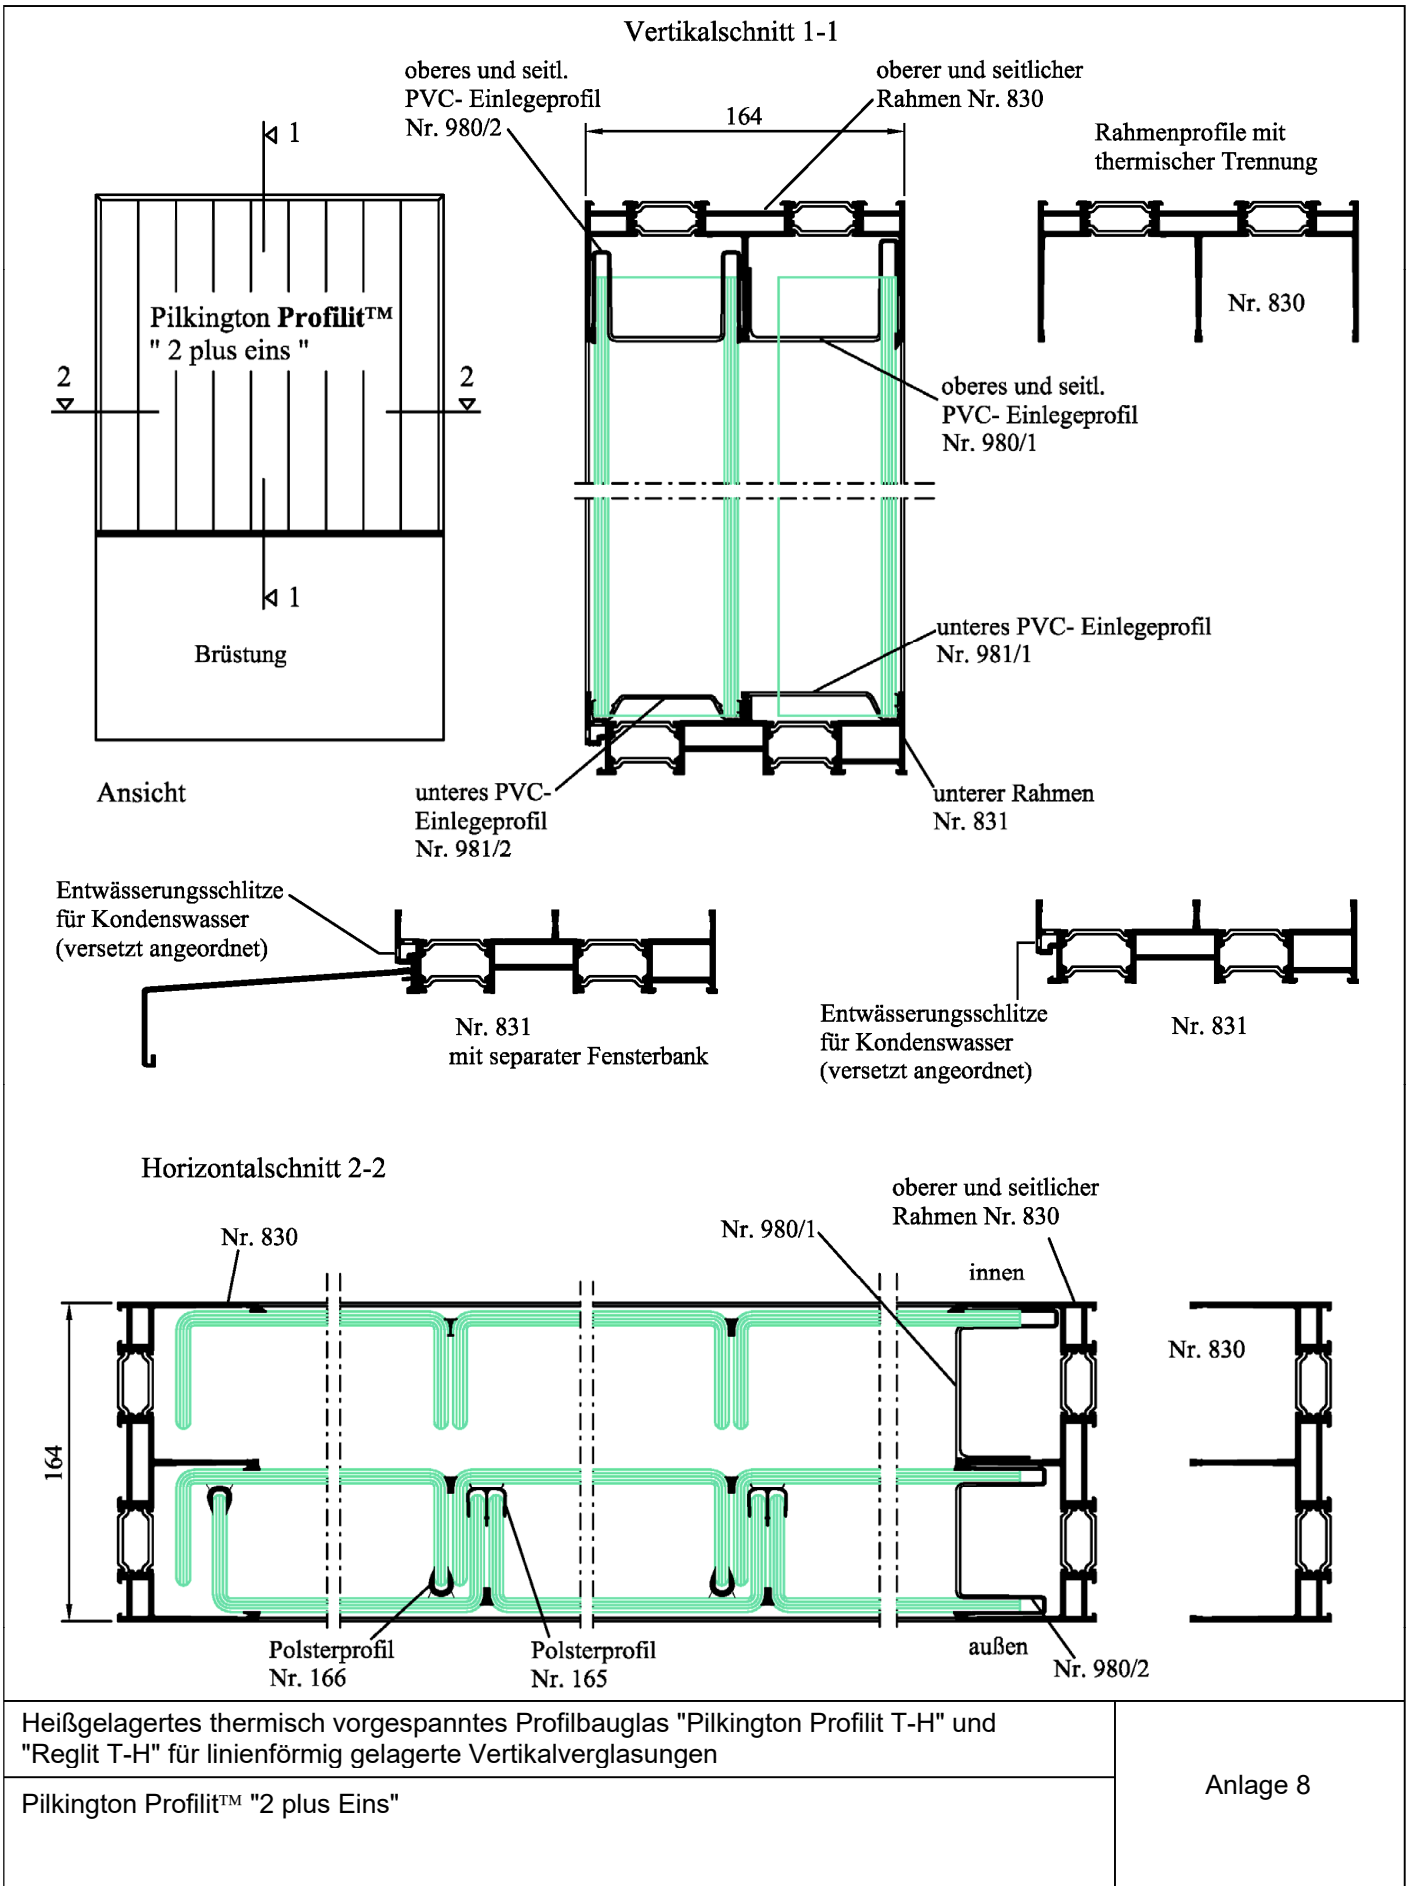 Vertikalschnitt 1-1
oberes und seitl.
PVC- Einlegeprofil
Nr. 980/2
oberer und seitlicher
Rahmen Nr. 830
164
Rahmenprofile mit
thermischer Trennung
1
Nr. 830
Pilkington Profilit™
" 2 plus eins "
2
2
oberes und seitl.
PVC- Einlegeprofil
Nr. 980/1
1
Brüstung
unteres PVC- Einlegeprofil
Nr. 981/1
Ansicht
unteres PVC-
Einlegeprofil
Nr. 981/2
unterer Rahmen
Nr. 831
Entwässerungsschlitze
für Kondenswasser
(versetzt angeordnet)
Nr. 831
mit separater Fensterbank
Entwässerungsschlitze
für Kondenswasser
(versetzt angeordnet)
Nr. 831
Horizontalschnitt 2-2
Nr. 830
Nr. 980/1
oberer und seitlicher
Rahmen Nr. 830
innen
Nr. 830
164
Polsterprofil
Nr. 166
Polsterprofil
Nr. 165
außen
Nr. 980/2
Heißgelagertes thermisch vorgespanntes Profilbauglas "Pilkington Profilit T-H" und
"Reglit T-H" für linienförmig gelagerte Vertikalverglasungen
Pilkington Profilit™ "2 plus Eins"
Anlage 8